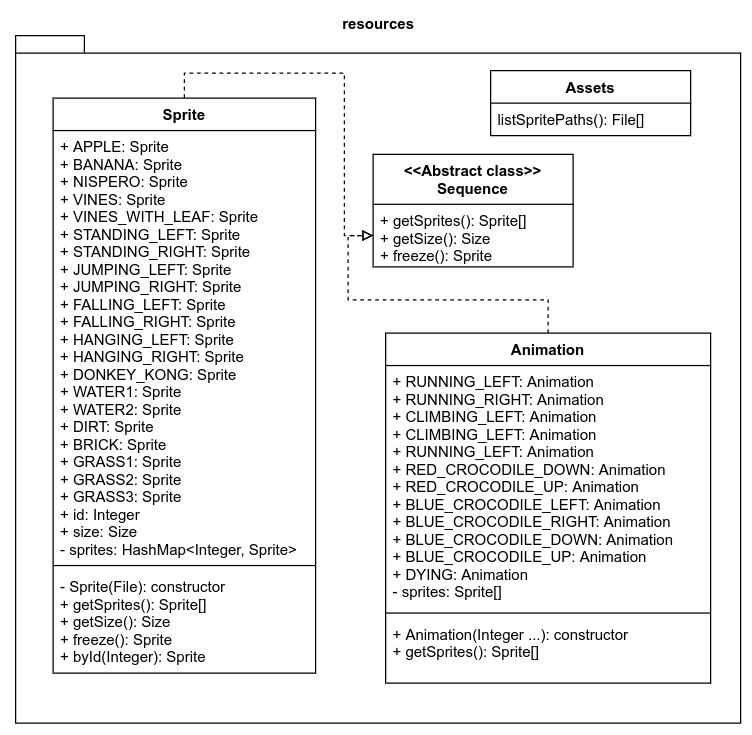 resources
Sprite
+ APPLE: Sprite
+ BANANA: Sprite
+ NISPERO: Sprite
+ VINES: Sprite
+ VINES_WITH_LEAF: Sprite
+ STANDING_LEFT: Sprite
+ STANDING_RIGHT: Sprite
+ JUMPING_LEFT: Sprite
+ JUMPING_RIGHT: Sprite
+ FALLING_LEFT: Sprite
+ FALLING_RIGHT: Sprite
+ HANGING_LEFT: Sprite
+ HANGING_RIGHT: Sprite
+ DONKEY_KONG: Sprite
+ WATER1: Sprite
+ WATER2: Sprite
+ DIRT: Sprite
+ BRICK: Sprite
+ GRASS1: Sprite
+ GRASS2: Sprite
+ GRASS3: Sprite
+ id: Integer
+ size: Size
- sprites: HashMap<Integer, Sprite>
- Sprite(File): constructor
+ getSprites(): Sprite[]
+ getSize(): Size
+ freeze(): Sprite
+ byId(Integer): Sprite
Assets
listSpritePaths(): File[]
<<Abstract class>>
Sequence
+ getSprites(): Sprite[]
+ getSize(): Size
+ freeze(): Sprite
Animation
+ RUNNING_LEFT: Animation
+ RUNNING_RIGHT: Animation
+ CLIMBING_LEFT: Animation
+ CLIMBING_LEFT: Animation
+ RUNNING_LEFT: Animation
+ RED_CROCODILE_DOWN: Animation
+ RED_CROCODILE_UP: Animation
+ BLUE_CROCODILE_LEFT: Animation
+ BLUE_CROCODILE_RIGHT: Animation
+ BLUE_CROCODILE_DOWN: Animation
+ BLUE_CROCODILE_UP: Animation
+ DYING: Animation
- sprites: Sprite[]
+ Animation(Integer ...): constructor
+ getSprites(): Sprite[]